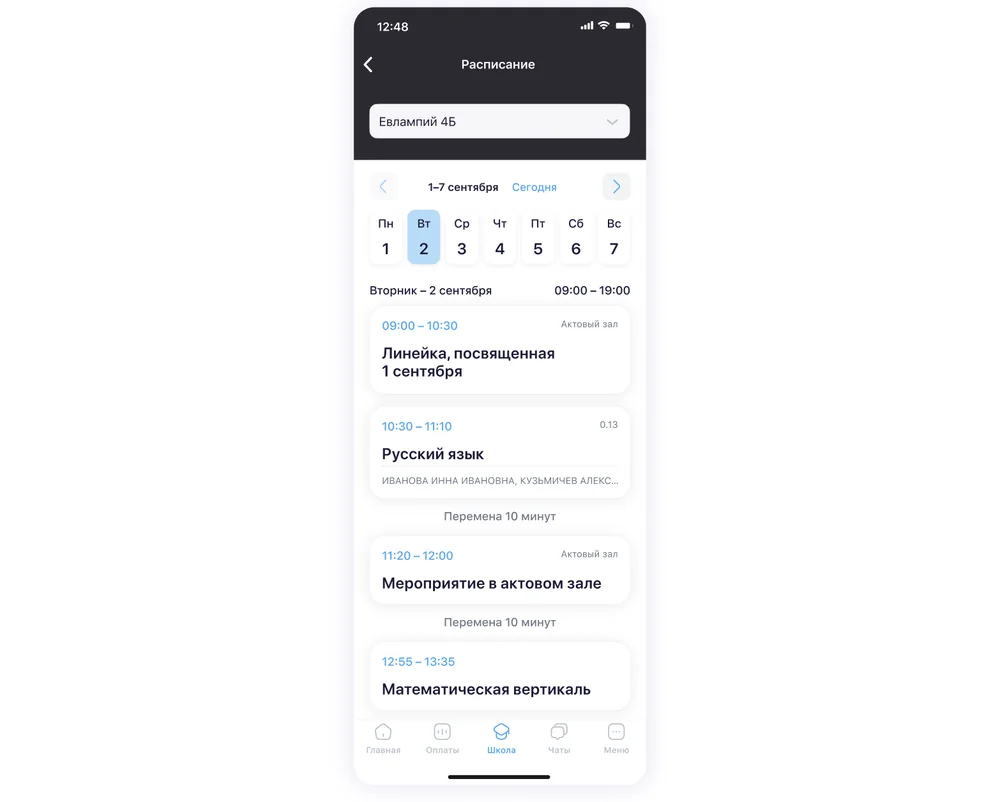 12:48
Расписание
Евлампий 4Б
1–7 сентября Сегодня
Пн Вт Ср Чт Пт Сб Вс
1 2 3 4 5 6 7
Вторник – 2 сентября 09:00 – 19:00
09:00 – 10:30 Актовый зал
Линейка, посвященная
1 сентября
10:30 – 11:10 0.13
Русский язык
ИВАНОВА ИННА ИВАНОВНА, КУЗЬМИЧЕВ АЛЕКС...
Перемена 10 минут
11:20 – 12:00 Актовый зал
Мероприятие в актовом зале
Перемена 10 минут
12:55 – 13:35
Математическая вертикаль
Главная Оплаты Школа Чаты Меню